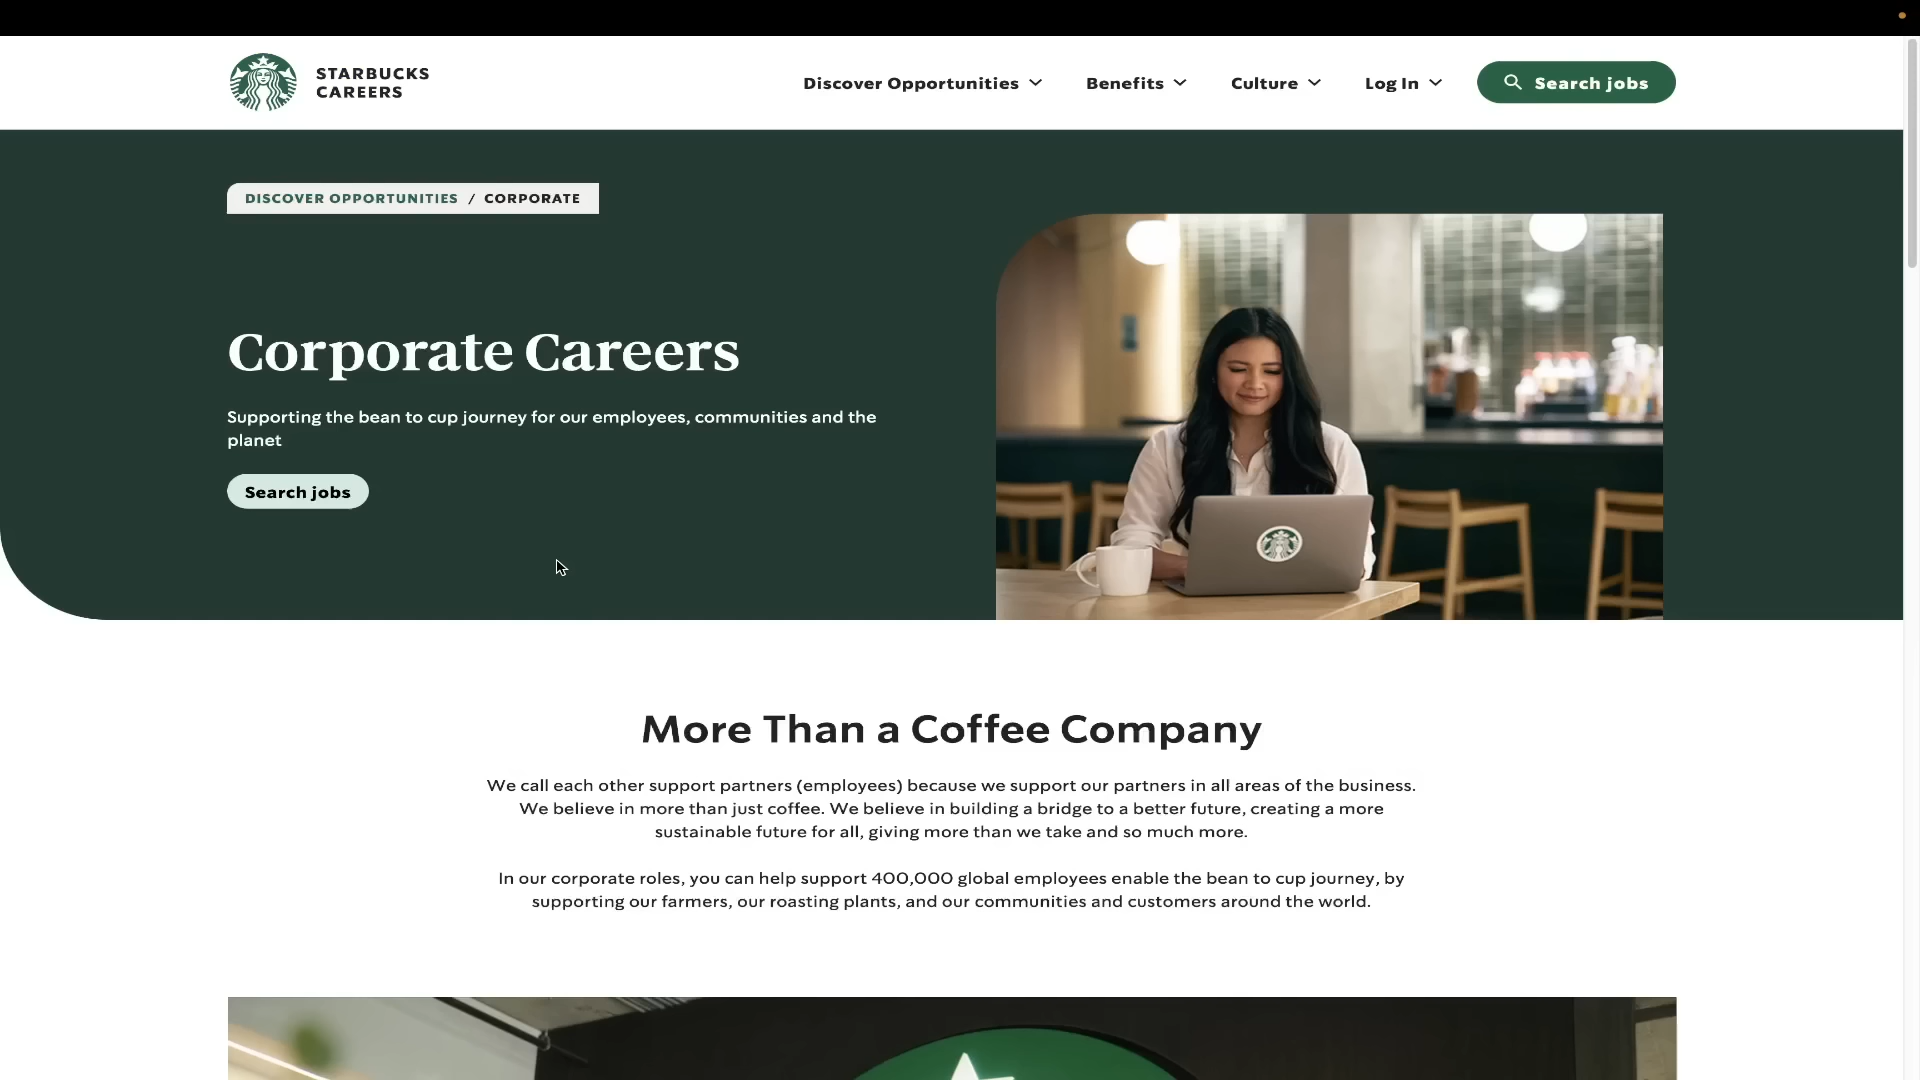 STARBUCKS
CAREERS
Discover Opportunities
Benefits
Culture
Log In
Search jobs
DISCOVER OPPORTUNITIES / CORPORATE
Corporate Careers
Supporting the bean to cup journey for our employees, communities and the
planet
Search jobs
More Than a Coffee Company
We call each other support partners (employees) because we support our partners in all areas of the business.
We believe in more than just coffee. We believe in building a bridge to a better future, creating a more
sustainable future for all, giving more than we take and so much more.
In our corporate roles, you can help support 400,000 global employees enable the bean to cup journey, by
supporting our farmers, our roasting plants, and our communities and customers around the world.